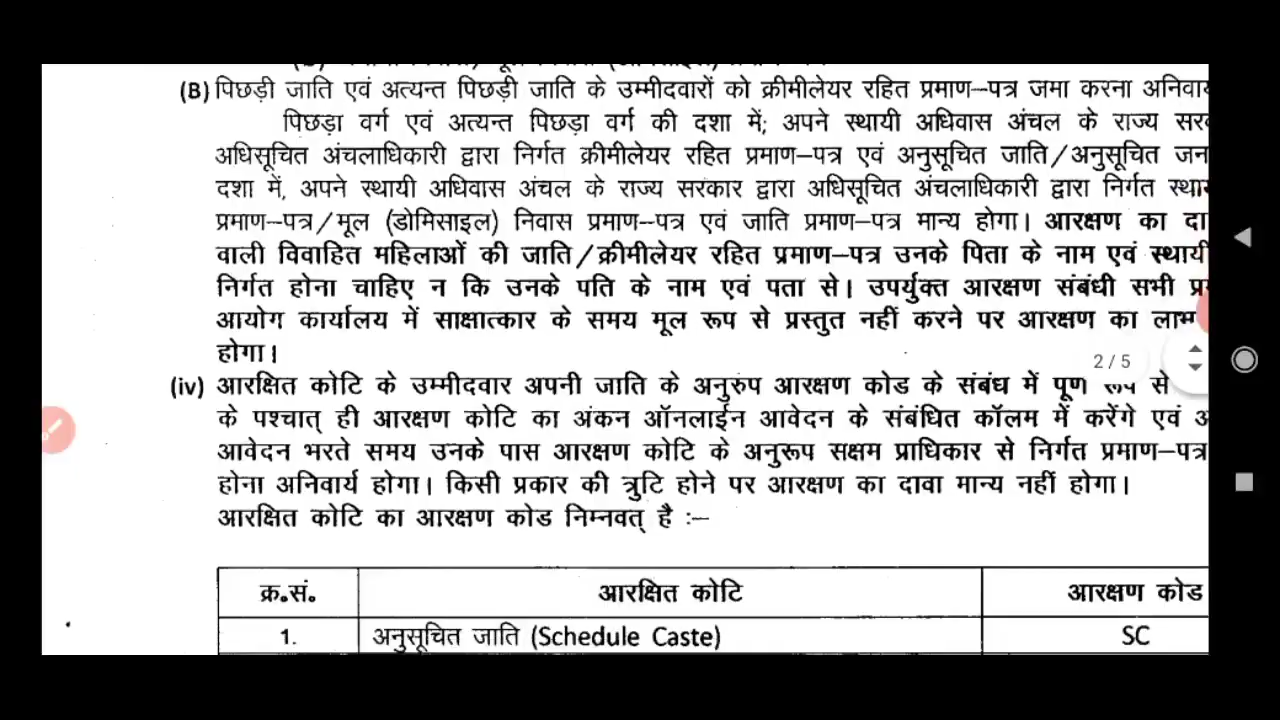 (B) पिछड़ी जाति एवं अत्यन्त पिछड़ी जाति के उम्मीदवारों को क्रीमीलेयर रहित प्रमाण–पत्र जमा करना
पिछड़ा वर्ग एवं अत्यन्त पिछड़ा वर्ग की दशा में; अपने स्थायी अधिवास अंचल के राज्य
अधिसूचित अंचलाधिकारी द्वारा निर्गत क्रीमीलेयर रहित प्रमाण–पत्र एवं अनुसूचित जाति/अनुसूचित
दशा में, अपने स्थायी अधिवास अंचल के राज्य सरकार द्वारा अधिसूचित अंचलाधिकारी द्वारा निर्गत
प्रमाण–पत्र/मूल (डोमिसाइल) निवास प्रमाण–पत्र एवं जाति प्रमाण–पत्र मान्य होगा। आरक्षण का
वाली विवाहित महिलाओं की जाति/क्रीमीलेयर रहित प्रमाण–पत्र उनके पिता के नाम एवं स्थायी
निर्गत होना चाहिए न कि उनके पति के नाम एवं पता से। उपर्युक्त आरक्षण संबंधी सभी
आयोग कार्यालय में साक्षात्कार के समय मूल रूप से प्रस्तुत नहीं करने पर आरक्षण का लाभ
होगा।
2/5
(iv) आरक्षित कोटि के उम्मीदवार अपनी जाति के अनुरुप आरक्षण कोड के संबंध में पूण रूप से
के पश्चात् ही आरक्षण कोटि का अंकन ऑनलाईन आवेदन के संबंधित कॉलम में करेंगे एवं
आवेदन भरते समय उनके पास आरक्षण कोटि के अनुरूप सक्षम प्राधिकार से निर्गत प्रमाण–पत्र
होना अनिवार्य होगा। किसी प्रकार की त्रुटि होने पर आरक्षण का दावा मान्य नहीं होगा।
आरक्षित कोटि का आरक्षण कोड निम्नवत् है :–
क्र.सं. आरक्षित कोटि आरक्षण कोड
1. अनुसूचित जाति (Schedule Caste) SC